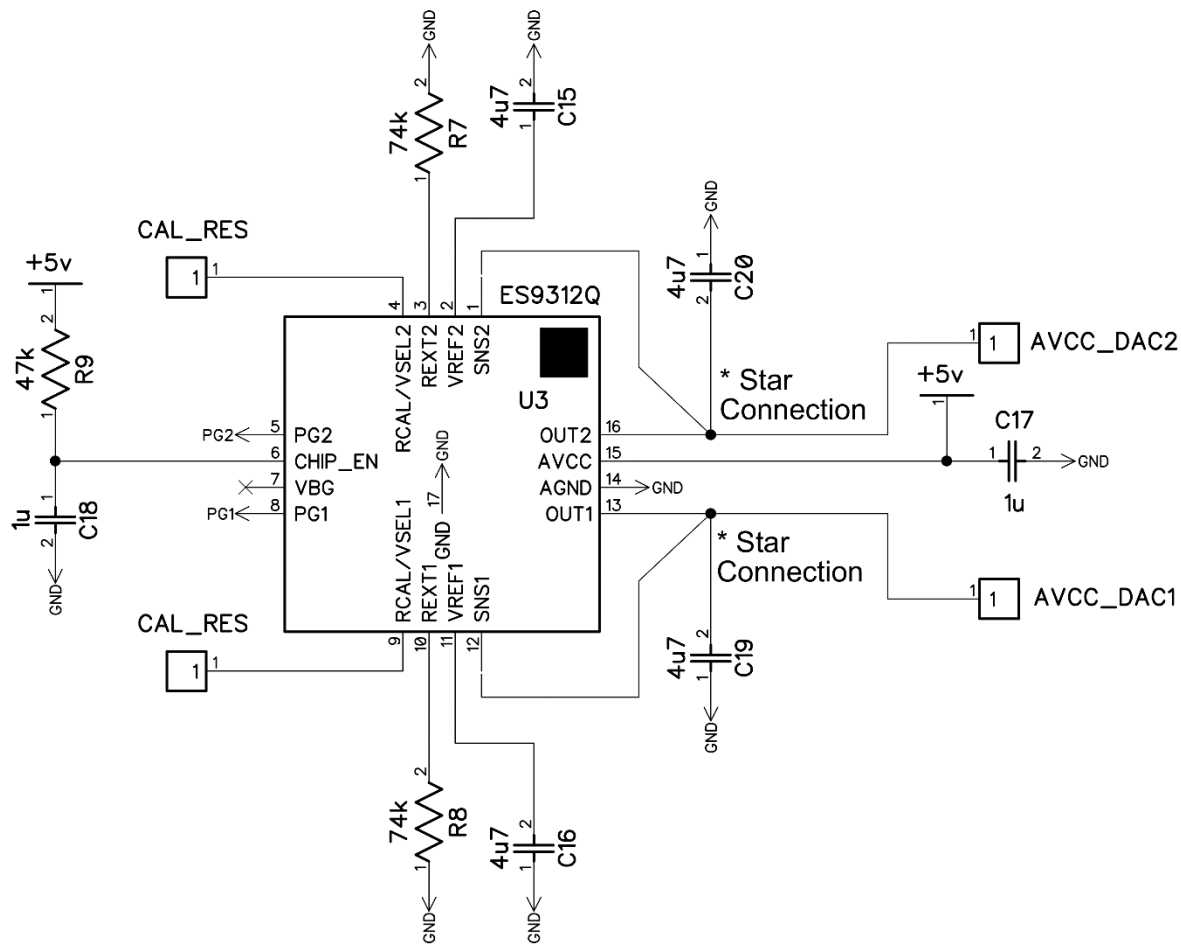 GND
GND
2
2
74k
R7
4u7
C15
1
1
GND
CAL_RES
1
1
1
4u7
C20
2
+5v
1
2
47k
R9
1
4
3
2
1
ES9312Q
RCAL/VSEL2
REXT2
VREF2
SNS2
U3
1
1
AVCC_DAC2
* Star
Connection
+5v
1
C17
PG2
5
PG2
OUT2
16
6
CHIP_EN
GND
AVCC
15
1
2
GND
7
VBG
17
AGND
14
GND
1u
PG1
8
PG1
GND
OUT1
13
1
1u
C18
2
GND
* Star
Connection
RCAL/VSEL1
REXT1
VREF1
SNS1
1
1
AVCC_DAC1
CAL_RES
9
10
11
12
1
1
2
4u7
C19
1
GND
2
74k
R8
1
GND
2
4u7
C16
1
GND